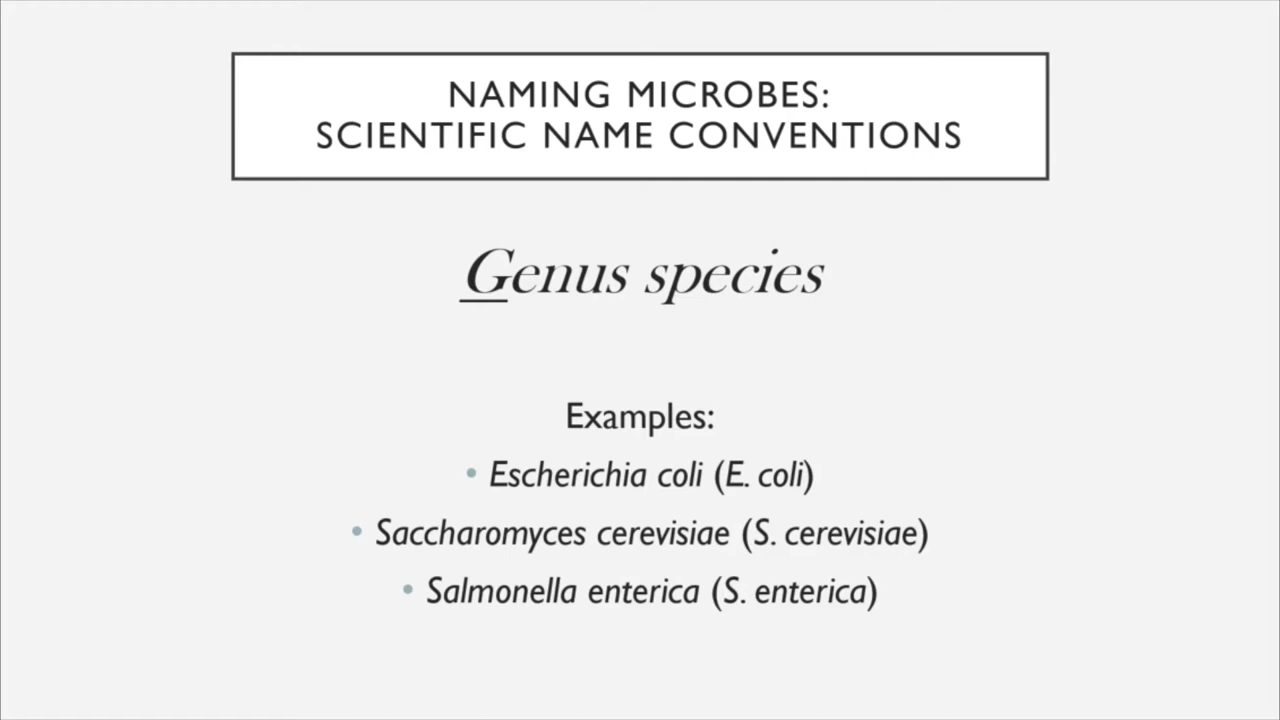 NAMING MICROBES:
SCIENTIFIC NAME CONVENTIONS
Genus species
Examples:
• Escherichia coli (E. coli)
• Saccharomyces cerevisiae (S. cerevisiae)
• Salmonella enterica (S. enterica)